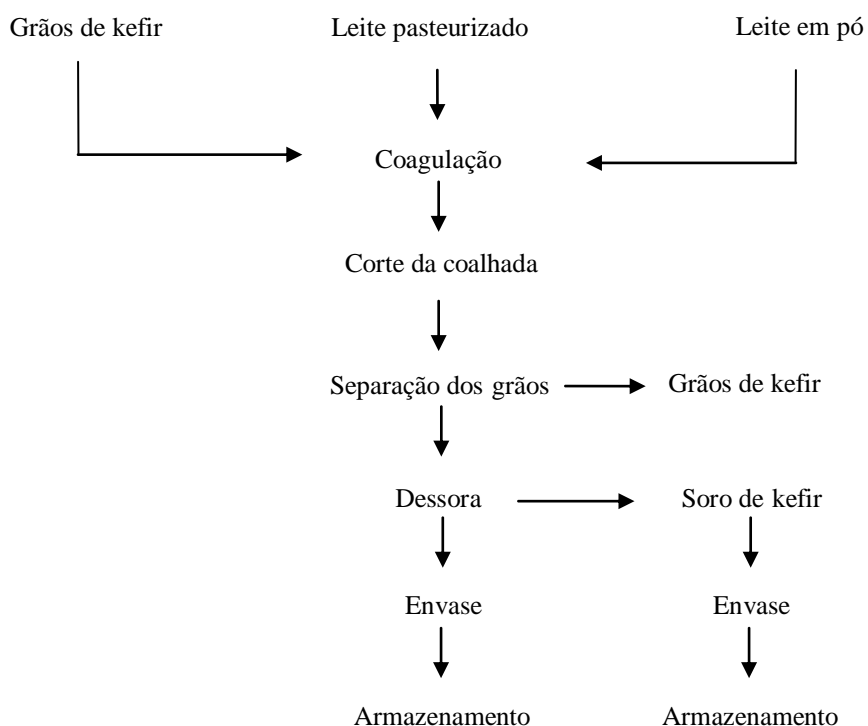 Grãos de kefir Leite pasteurizado Leite em pó
Coagulação
Corte da coalhada
Separação dos grãos Grãos de kefir
Dessora Soro de kefir
Envase Envase
Armazenamento Armazenamento